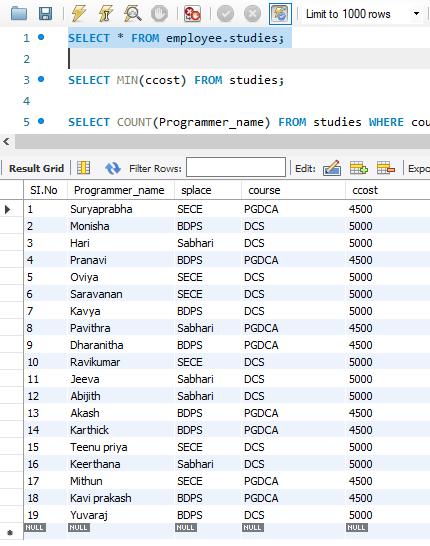 Limit to 1000 rows
1 SELECT * FROM employee.studies;
2
3 SELECT MIN(ccost) FROM studies;
4
5 SELECT COUNT(Programmer_name) FROM studies WHERE cou
Result Grid Filter Rows: Edit: Expo
SI.No Programmer_name splace course ccost
1 Suryaprabha SECE PGDCA 4500
2 Monisha BDPS DCS 5000
3 Hari Sabhari DCS 5000
4 Pranavi BDPS PGDCA 4500
5 Oviya SECE DCS 5000
6 Saravanan SECE DCS 5000
7 Kavya BDPS DCS 5000
8 Pavithra Sabhari PGDCA 4500
9 Dharanitha BDPS PGDCA 4500
10 Ravikumar SECE DCS 5000
11 Jeeva Sabhari DCS 5000
12 Abijith Sabhari DCS 5000
13 Akash BDPS PGDCA 4500
14 Karthick BDPS PGDCA 4500
15 Teenu priya SECE DCS 5000
16 Keerthana Sabhari DCS 5000
17 Mithun SECE PGDCA 4500
18 Kavi prakash BDPS PGDCA 4500
19 Yuvaraj BDPS DCS 5000
NULL NULL NULL NULL NULL